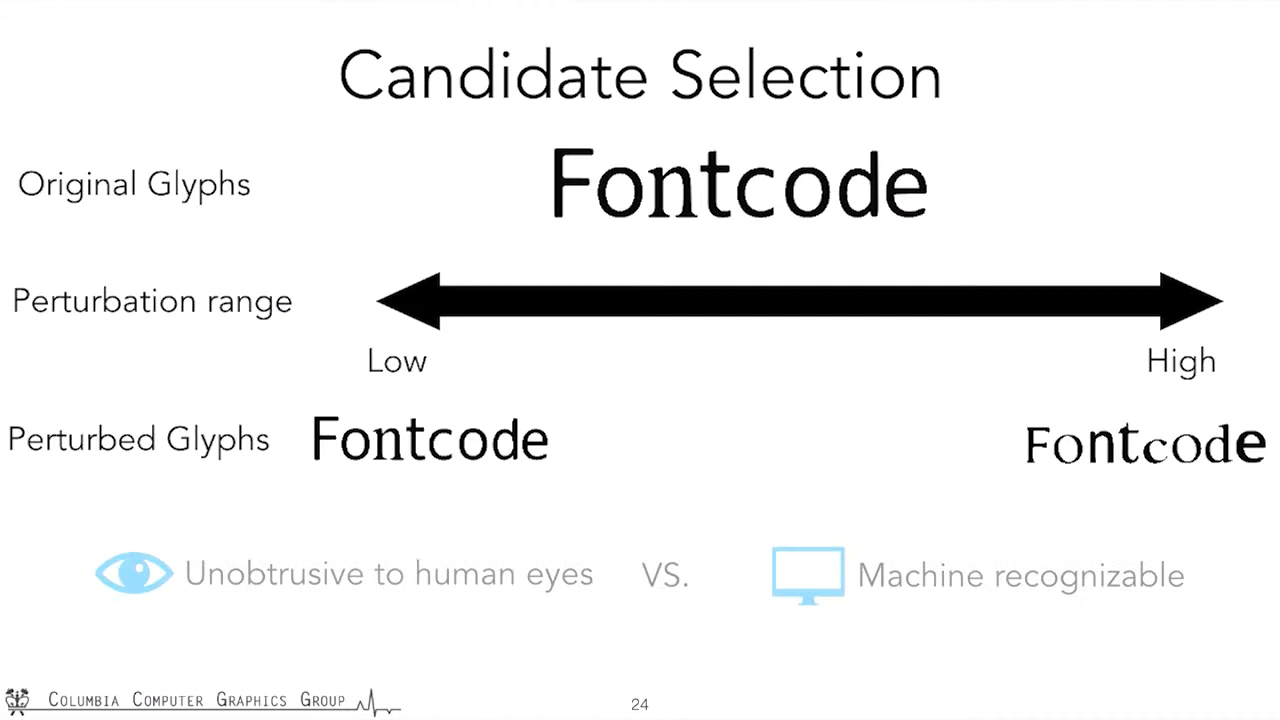 Candidate Selection
Original Glyphs
Fontcode
Perturbation range
Low
High
Perturbed Glyphs
Fontcode
Fontcode
Unobtrusive to human eyes
VS.
Machine recognizable
COLUMBIA COMPUTER GRAPHICS GROUP
24